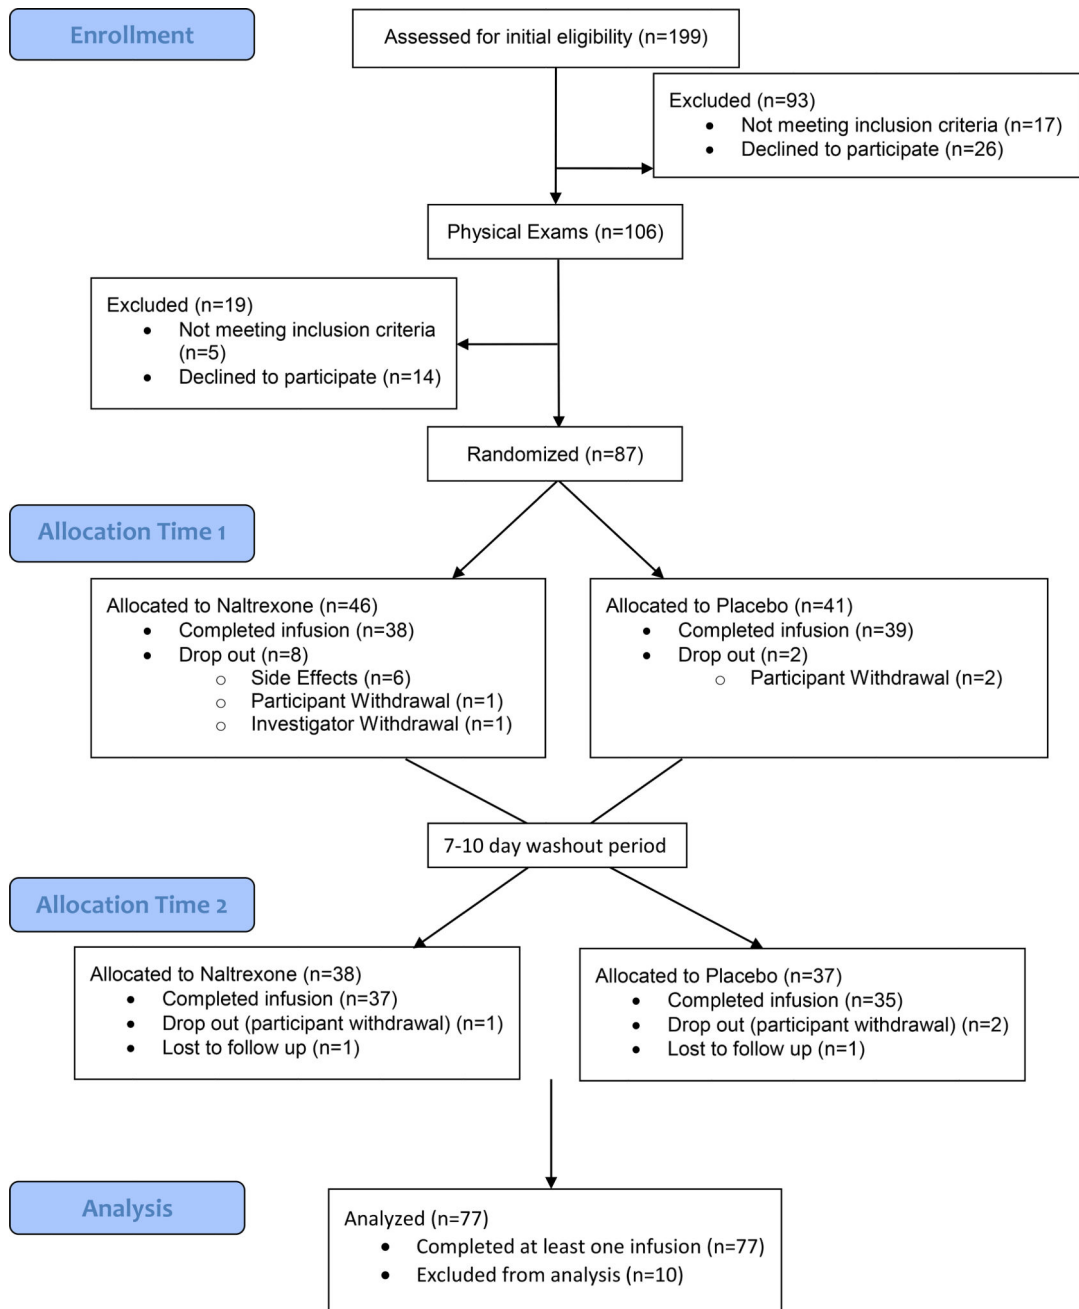 Enrollment
Assessed for initial eligibility (n=199)
Excluded (n=93)
• Not meeting inclusion criteria (n=17)
• Declined to participate (n=26)
Physical Exams (n=106)
Excluded (n=19)
• Not meeting inclusion criteria
(n=5)
• Declined to participate (n=14)
Randomized (n=87)
Allocation Time 1
Allocated to Naltrexone (n=46)
• Completed infusion (n=38)
• Drop out (n=8)
○ Side Effects (n=6)
○ Participant Withdrawal (n=1)
○ Investigator Withdrawal (n=1)
Allocated to Placebo (n=41)
• Completed infusion (n=39)
• Drop out (n=2)
○ Participant Withdrawal (n=2)
7-10 day washout period
Allocation Time 2
Allocated to Naltrexone (n=38)
• Completed infusion (n=37)
• Drop out (participant withdrawal) (n=1)
• Lost to follow up (n=1)
Allocated to Placebo (n=37)
• Completed infusion (n=35)
• Drop out (participant withdrawal) (n=2)
• Lost to follow up (n=1)
Analysis
Analyzed (n=77)
• Completed at least one infusion (n=77)
• Excluded from analysis (n=10)